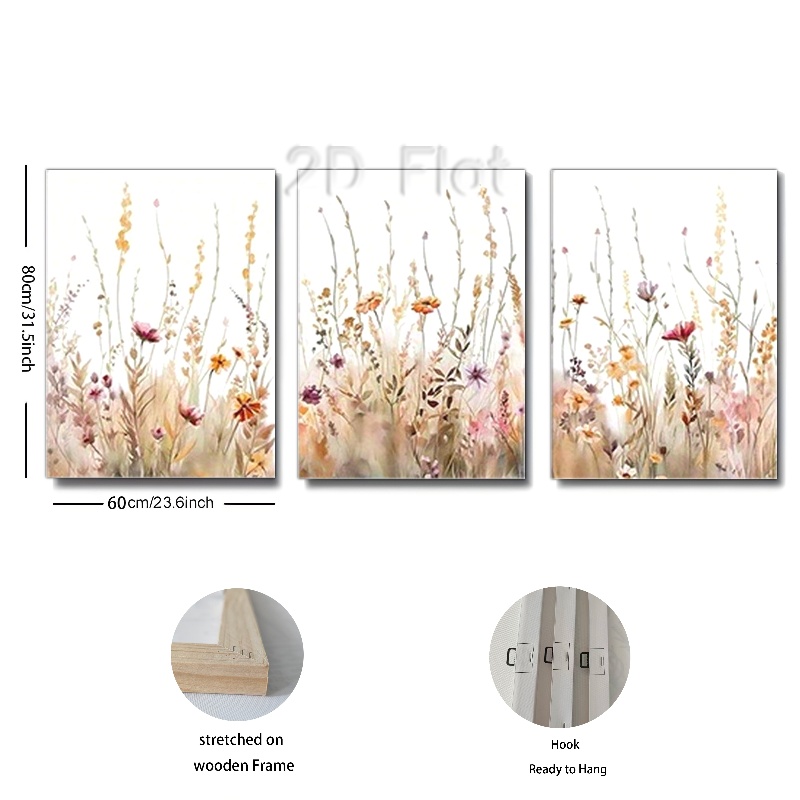 2D Flat
80cm/31.5inch
60cm/23.6inch
stretched on
wooden Frame
Hook
Ready to Hang